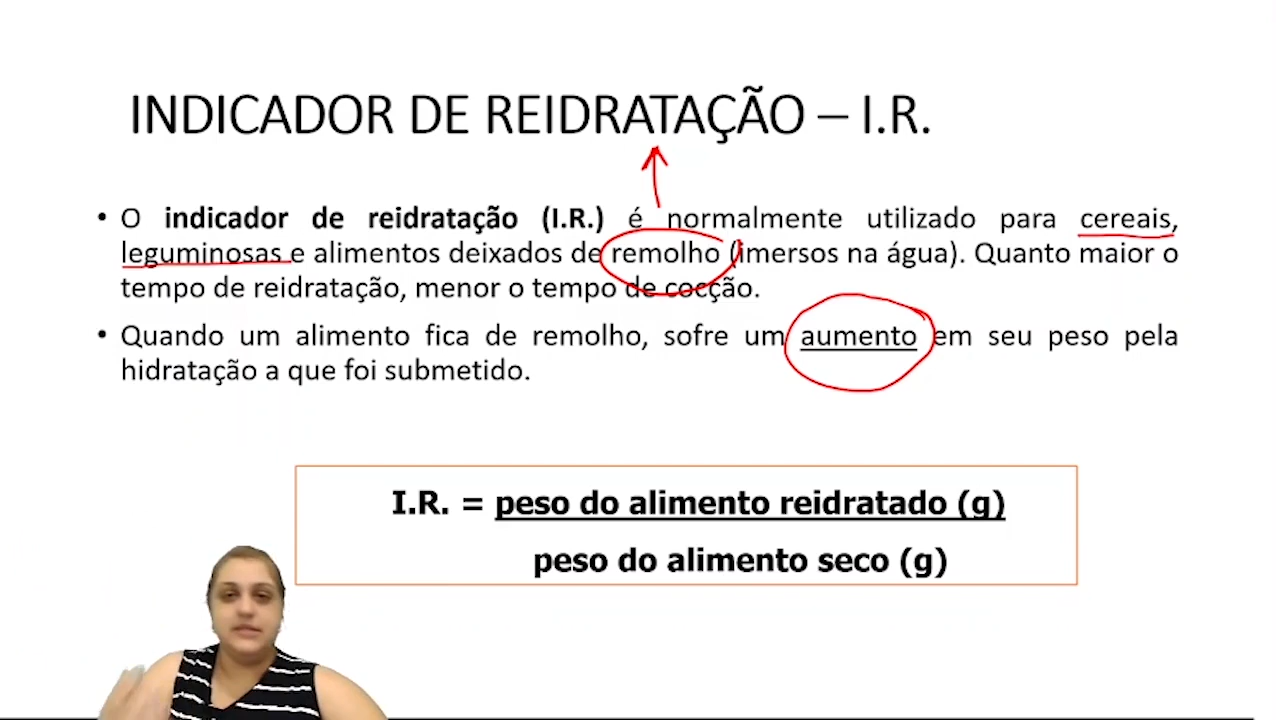 INDICADOR DE REIDRATAÇÃO – I.R.
• O indicador de reidratação (I.R.) é normalmente utilizado para cereais,
leguminosas e alimentos deixados de remolho (imersos na água). Quanto maior o
tempo de reidratação, menor o tempo de cocção.
• Quando um alimento fica de remolho, sofre um aumento em seu peso pela
hidratação a que foi submetido.
I.R. = peso do alimento reidratado (g)
peso do alimento seco (g)